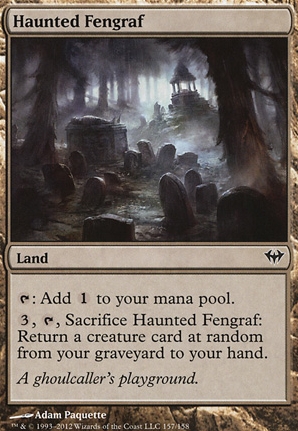 Haunted Fengraf
Land
: Add 1 to your mana pool.
3, , Sacrifice Haunted Fengraf:
Return a creature card at random
from your graveyard to your hand.
A ghoulcaller's playground.
Adam Paquette
™ & © 1993–2012 Wizards of the Coast LLC 157/158